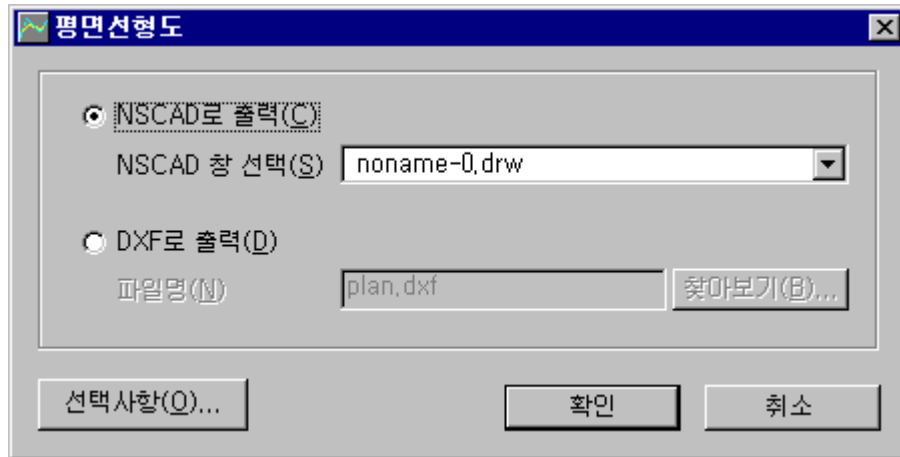 평면선형도
NSCAD로 출력(C)
NSCAD 창 선택(S) noname-0.drw
DXF로 출력(D)
파일명(N) plan.dxf 찾아보기(B)...
선택사항(O)... 확인 취소